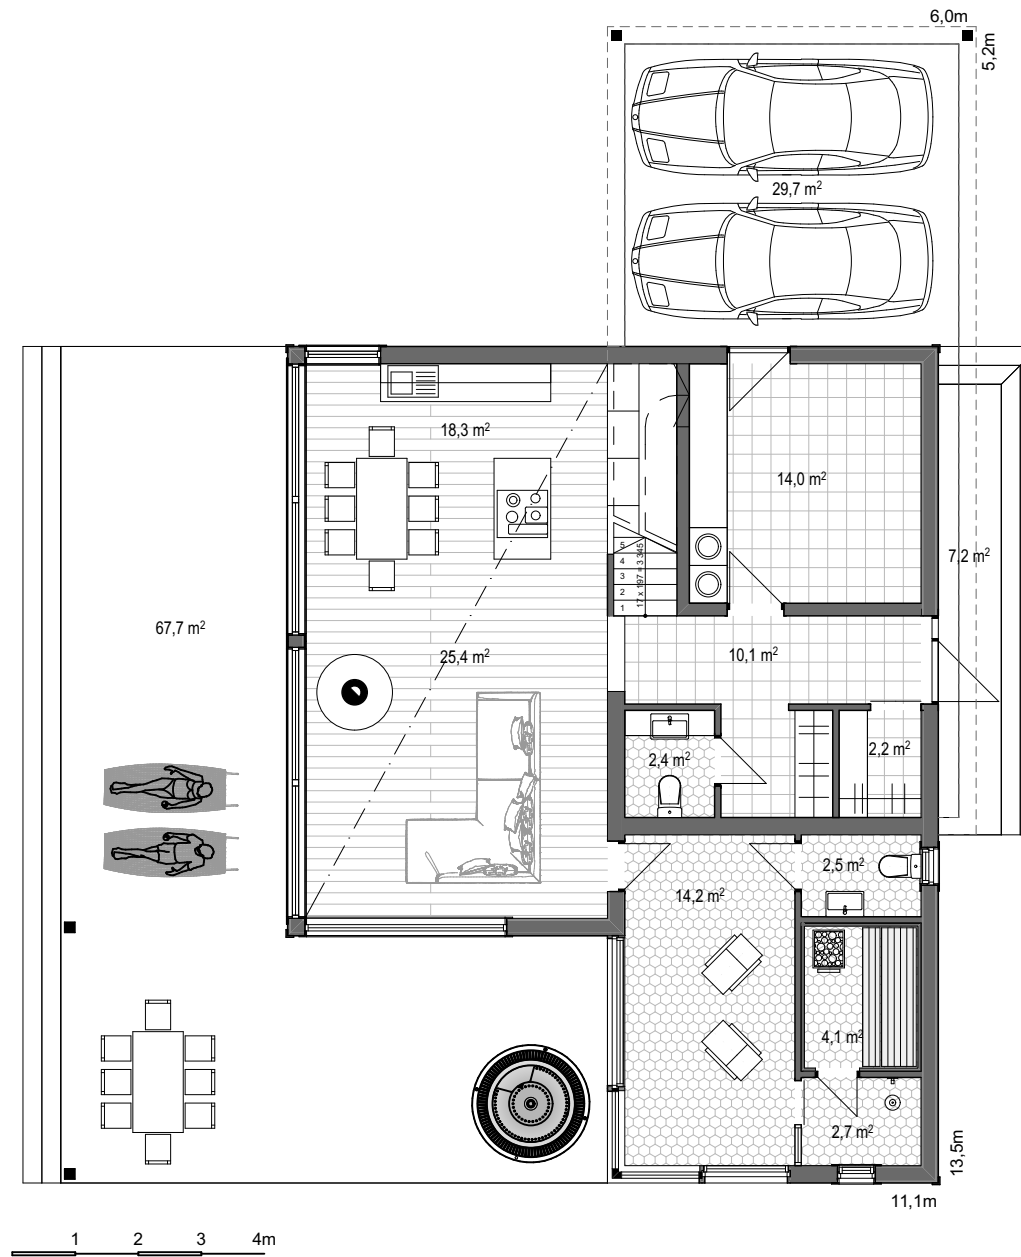 6,0m
5,2m
29,7 m²
18,3 m²
14,0 m²
7,2 m²
5
4
3
2
1
17 x 197 = 3 345
67,7 m²
25,4 m²
10,1 m²
2,4 m²
2,2 m²
2,5 m²
14,2 m²
4,1 m²
2,7 m²
13,5m
11,1m
1 2 3 4m